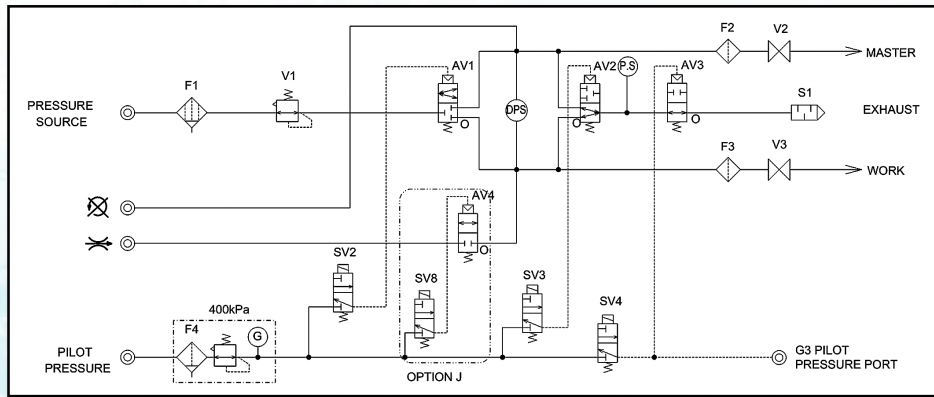 F2
V2
MASTER
AV1
AV2
P.S
AV3
F1
V1
S1
PRESSURE
SOURCE
DPS
EXHAUST
O
O
O
F3
V3
WORK
AV4
O
SV2
SV8
SV3
SV4
400kPa
F4
G
PILOT
PRESSURE
G3 PILOT
PRESSURE PORT
OPTION J